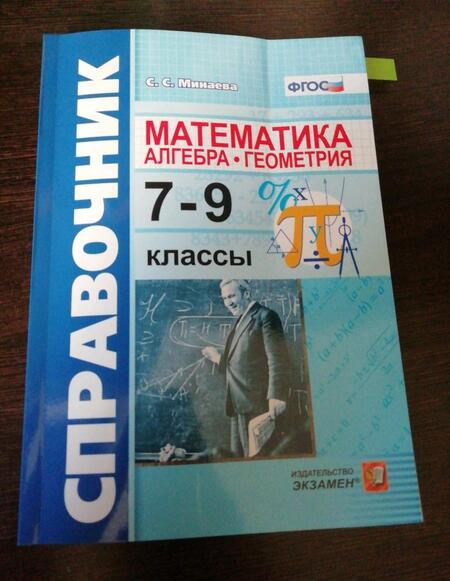 СПРАВОЧНИК
С. С. Минаева
ФГОС
МАТЕМАТИКА
АЛГЕБРА • ГЕОМЕТРИЯ
7-9
классы
%
x
π
y
÷
ИЗДАТЕЛЬСТВО
ЭКЗАМЕН®